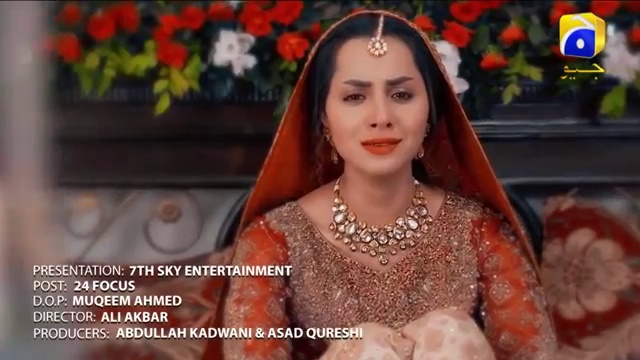 جیو
PRESENTATION: 7TH SKY ENTERTAINMENT
POST: 24 FOCUS
D.O.P: MUQEEM AHMED
DIRECTOR: ALI AKBAR
PRODUCERS: ABDULLAH KADWANI & ASAD QURESHI